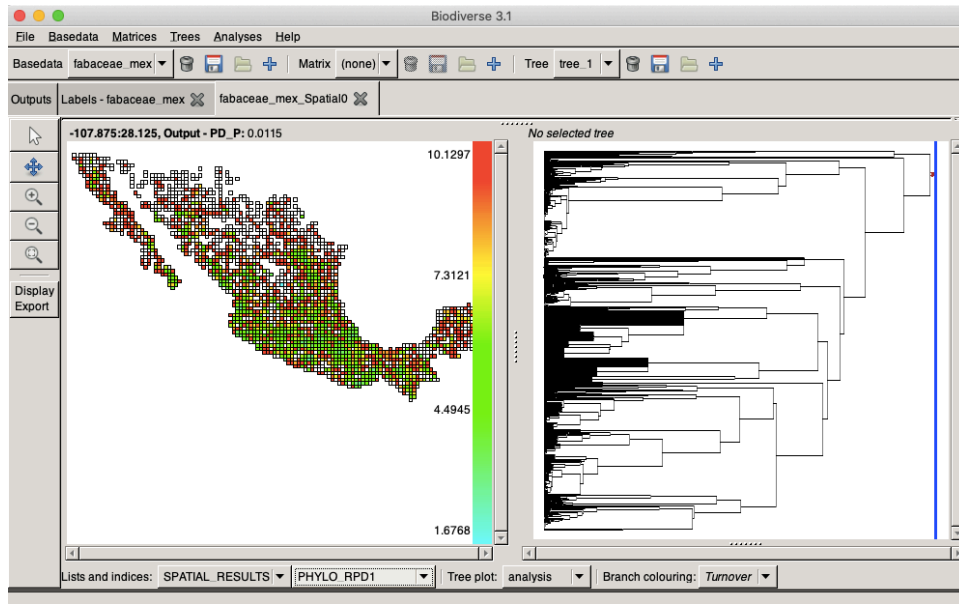 Biodiverse 3.1
File Basedata Matrices Trees Analyses Help
Basedata fabaceae_mex Matrix (none) Tree tree_1
Outputs Labels - fabaceae_mex fabaceae_mex_Spatial0
-107.875:28.125, Output - PD_P: 0.0115 No selected tree
10.1297
7.3121
Display
Export
4.4945
1.6768
Lists and indices: SPATIAL_RESULTS PHYLO_RPD1 Tree plot: analysis Branch colouring: Turnover